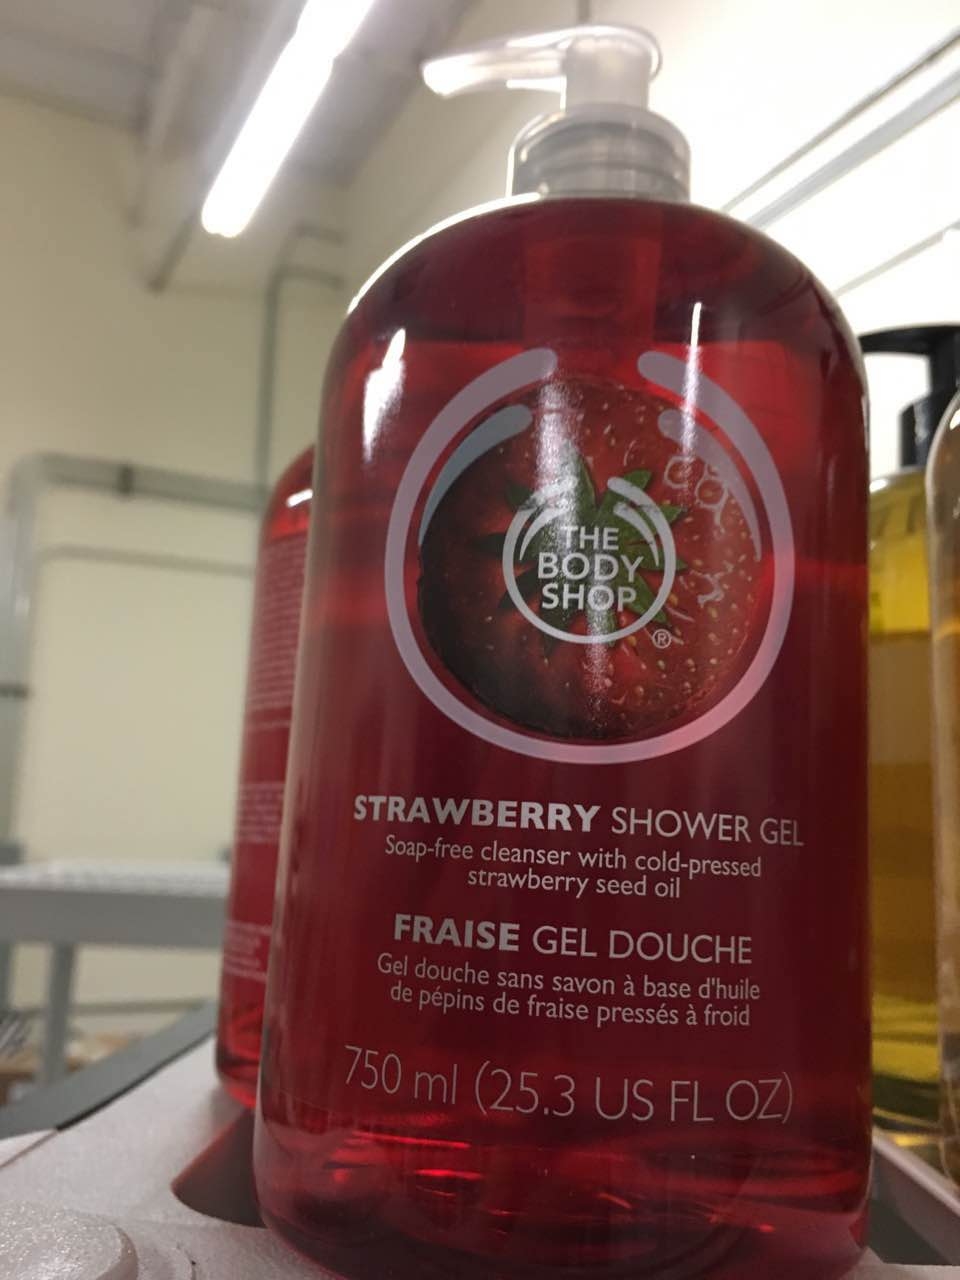 THE
BODY
SHOP
®
STRAWBERRY SHOWER GEL
Soap-free cleanser with cold-pressed
strawberry seed oil
FRAISE GEL DOUCHE
Gel douche sans savon à base d'huile
de pépins de fraise pressés à froid
750 ml (25.3 US FL OZ)